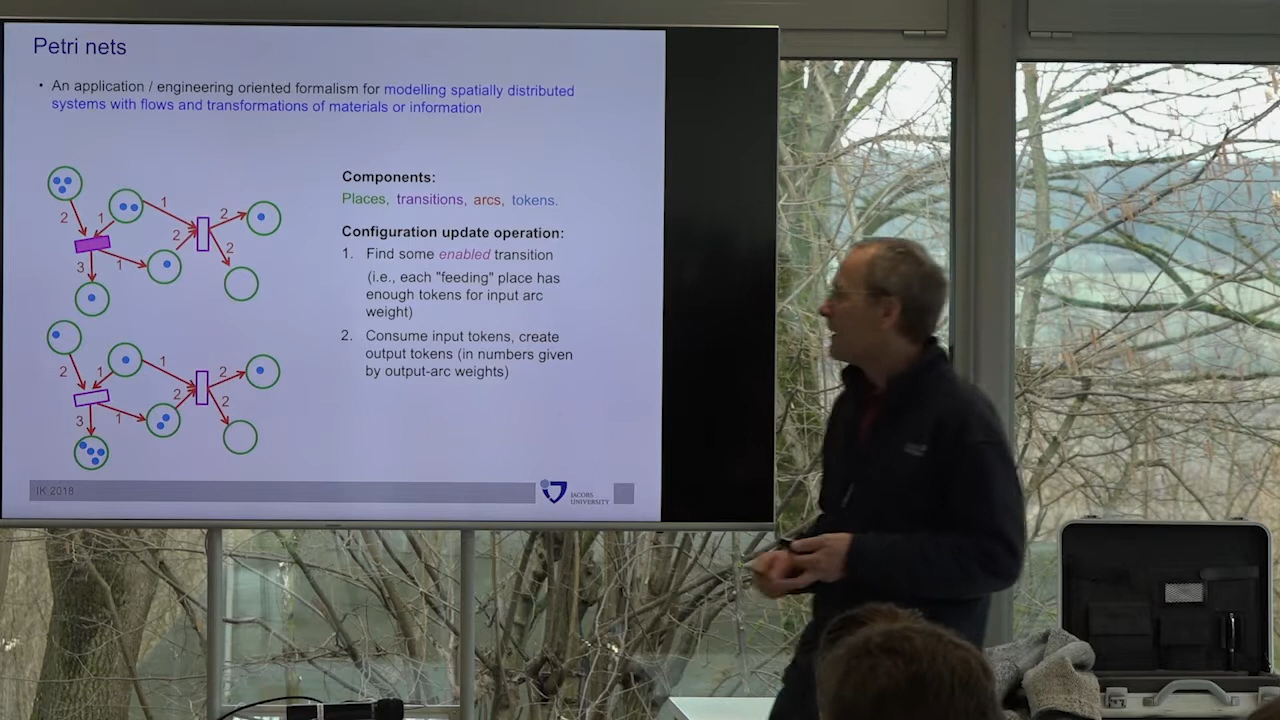 Petri nets
• An application / engineering oriented formalism for modelling spatially distributed
systems with flows and transformations of materials or information
Components:
Places, transitions, arcs, tokens.
Configuration update operation:
1. Find some enabled transition
(i.e., each "feeding" place has
enough tokens for input arc
weight)
2. Consume input tokens, create
output tokens (in numbers given
by output-arc weights)
2 1 1 2 2 2
3 1
2 1 1 2 2 2
3 1
IK 2018
JACOBS
UNIVERSITY